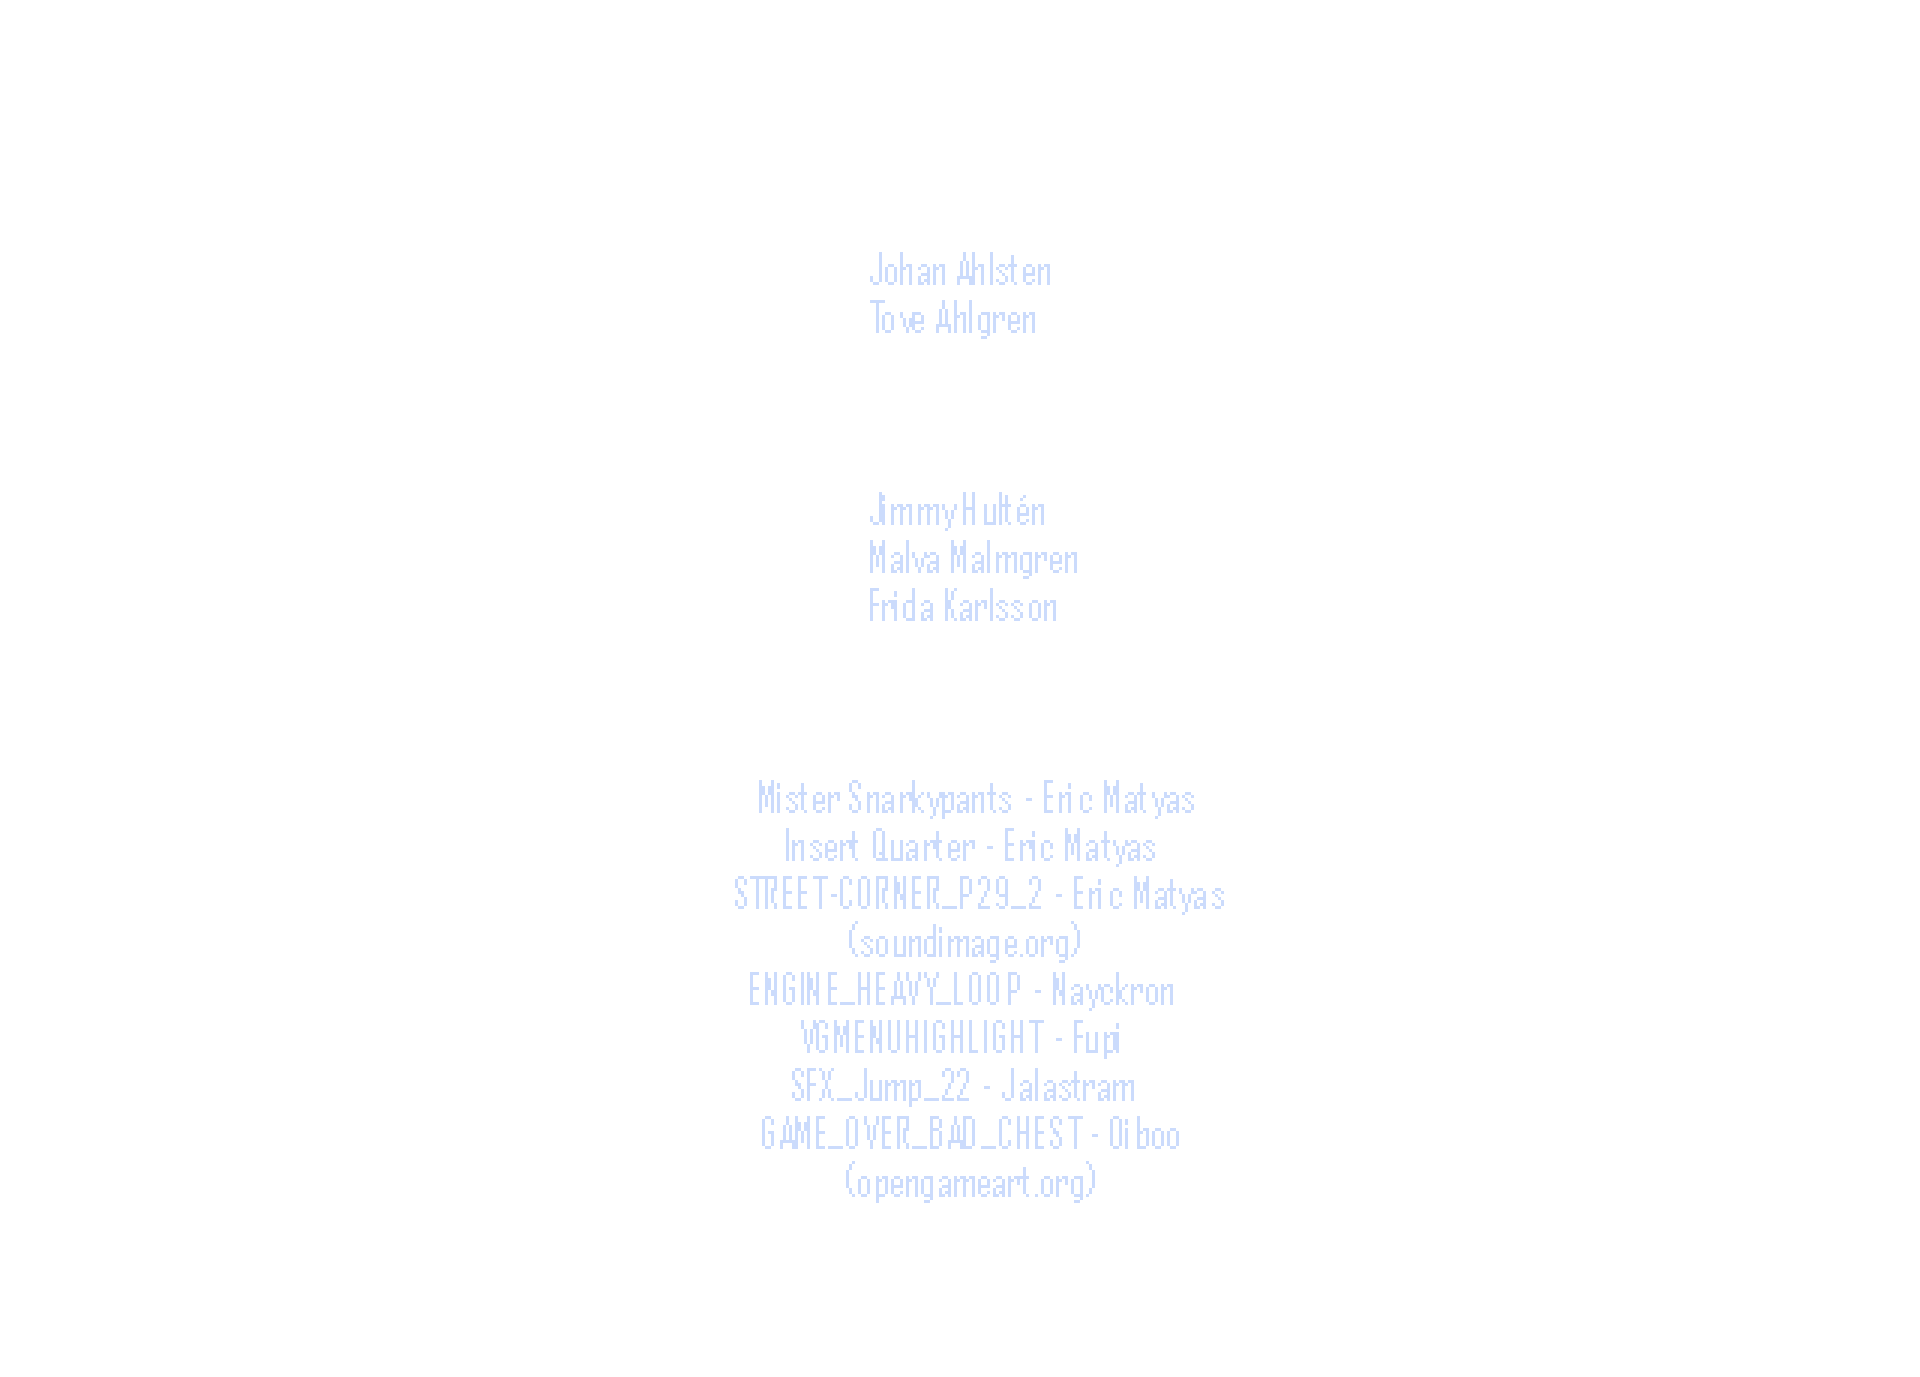 Johan Ahlsten
Tove Ahlgren
Jimmy Hultén
Malva Malmgren
Frida Karlsson
Mister Snarkypants - Eric Matyas
Insert Quarter - Eric Matyas
STREET-CORNER_P29_2 - Eric Matyas
(soundimage.org)
ENGINE_HEAVY_LOOP - Nayckron
VGMENUHIGHLIGHT - Fupi
SFX_Jump_22 - Jalastram
GAME_OVER_BAD_CHEST - Oiboo
(opengameart.org)